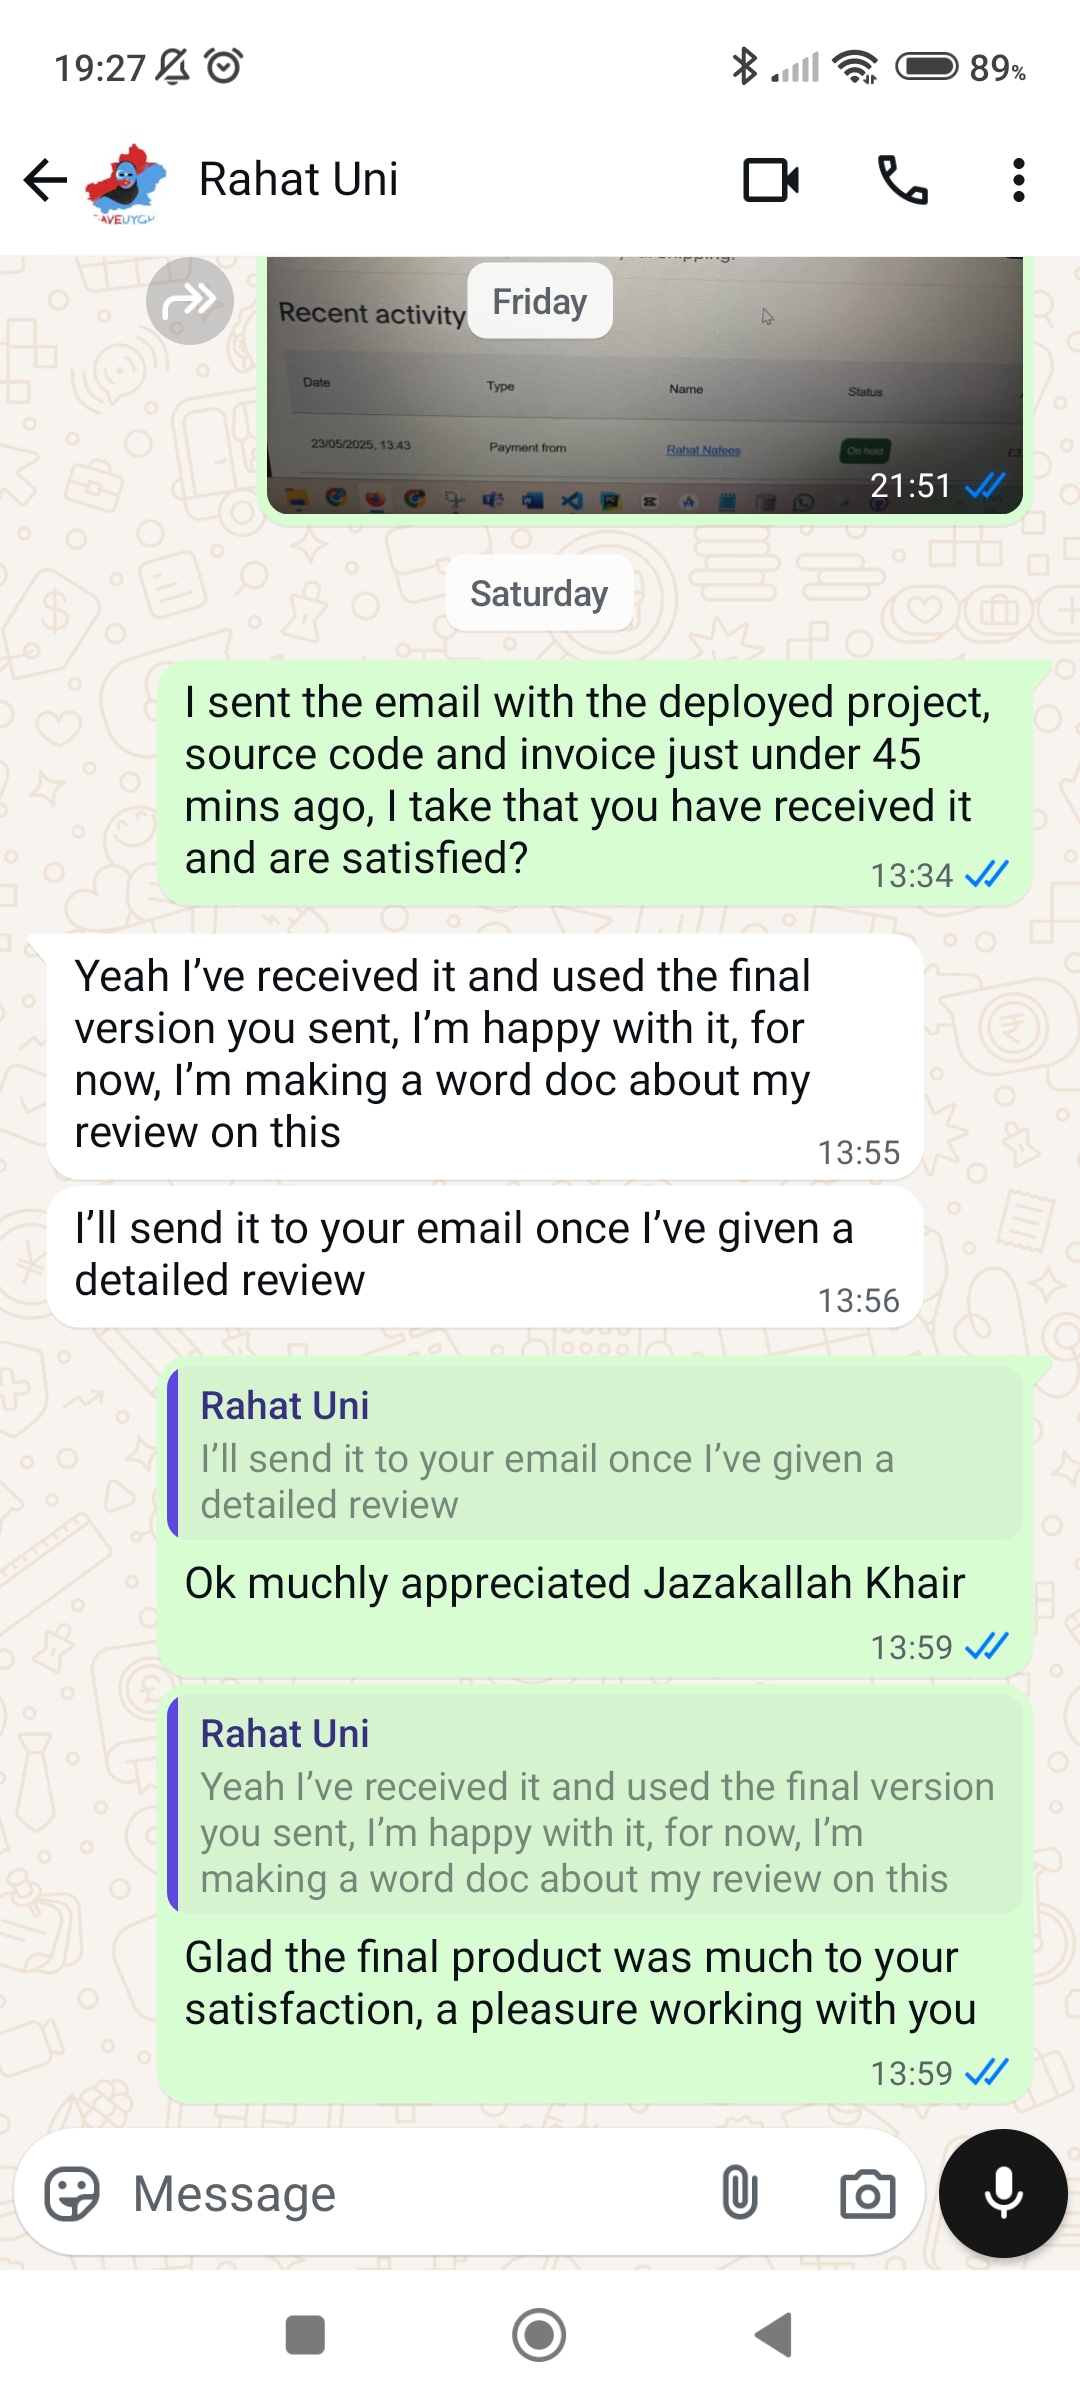 19:27
89%
Rahat Uni
Friday
Recent activity
Date Type Name Status
23/05/2025, 13:43 Payment from Rahat Nafees On hold
21:51
Saturday
I sent the email with the deployed project,
source code and invoice just under 45
mins ago, I take that you have received it
and are satisfied?
13:34
Yeah I’ve received it and used the final
version you sent, I’m happy with it, for
now, I’m making a word doc about my
review on this
13:55
I’ll send it to your email once I’ve given a
detailed review
13:56
Rahat Uni
I’ll send it to your email once I’ve given a
detailed review
Ok muchly appreciated Jazakallah Khair
13:59
Rahat Uni
Yeah I’ve received it and used the final version
you sent, I’m happy with it, for now, I’m
making a word doc about my review on this
Glad the final product was much to your
satisfaction, a pleasure working with you
13:59
Message